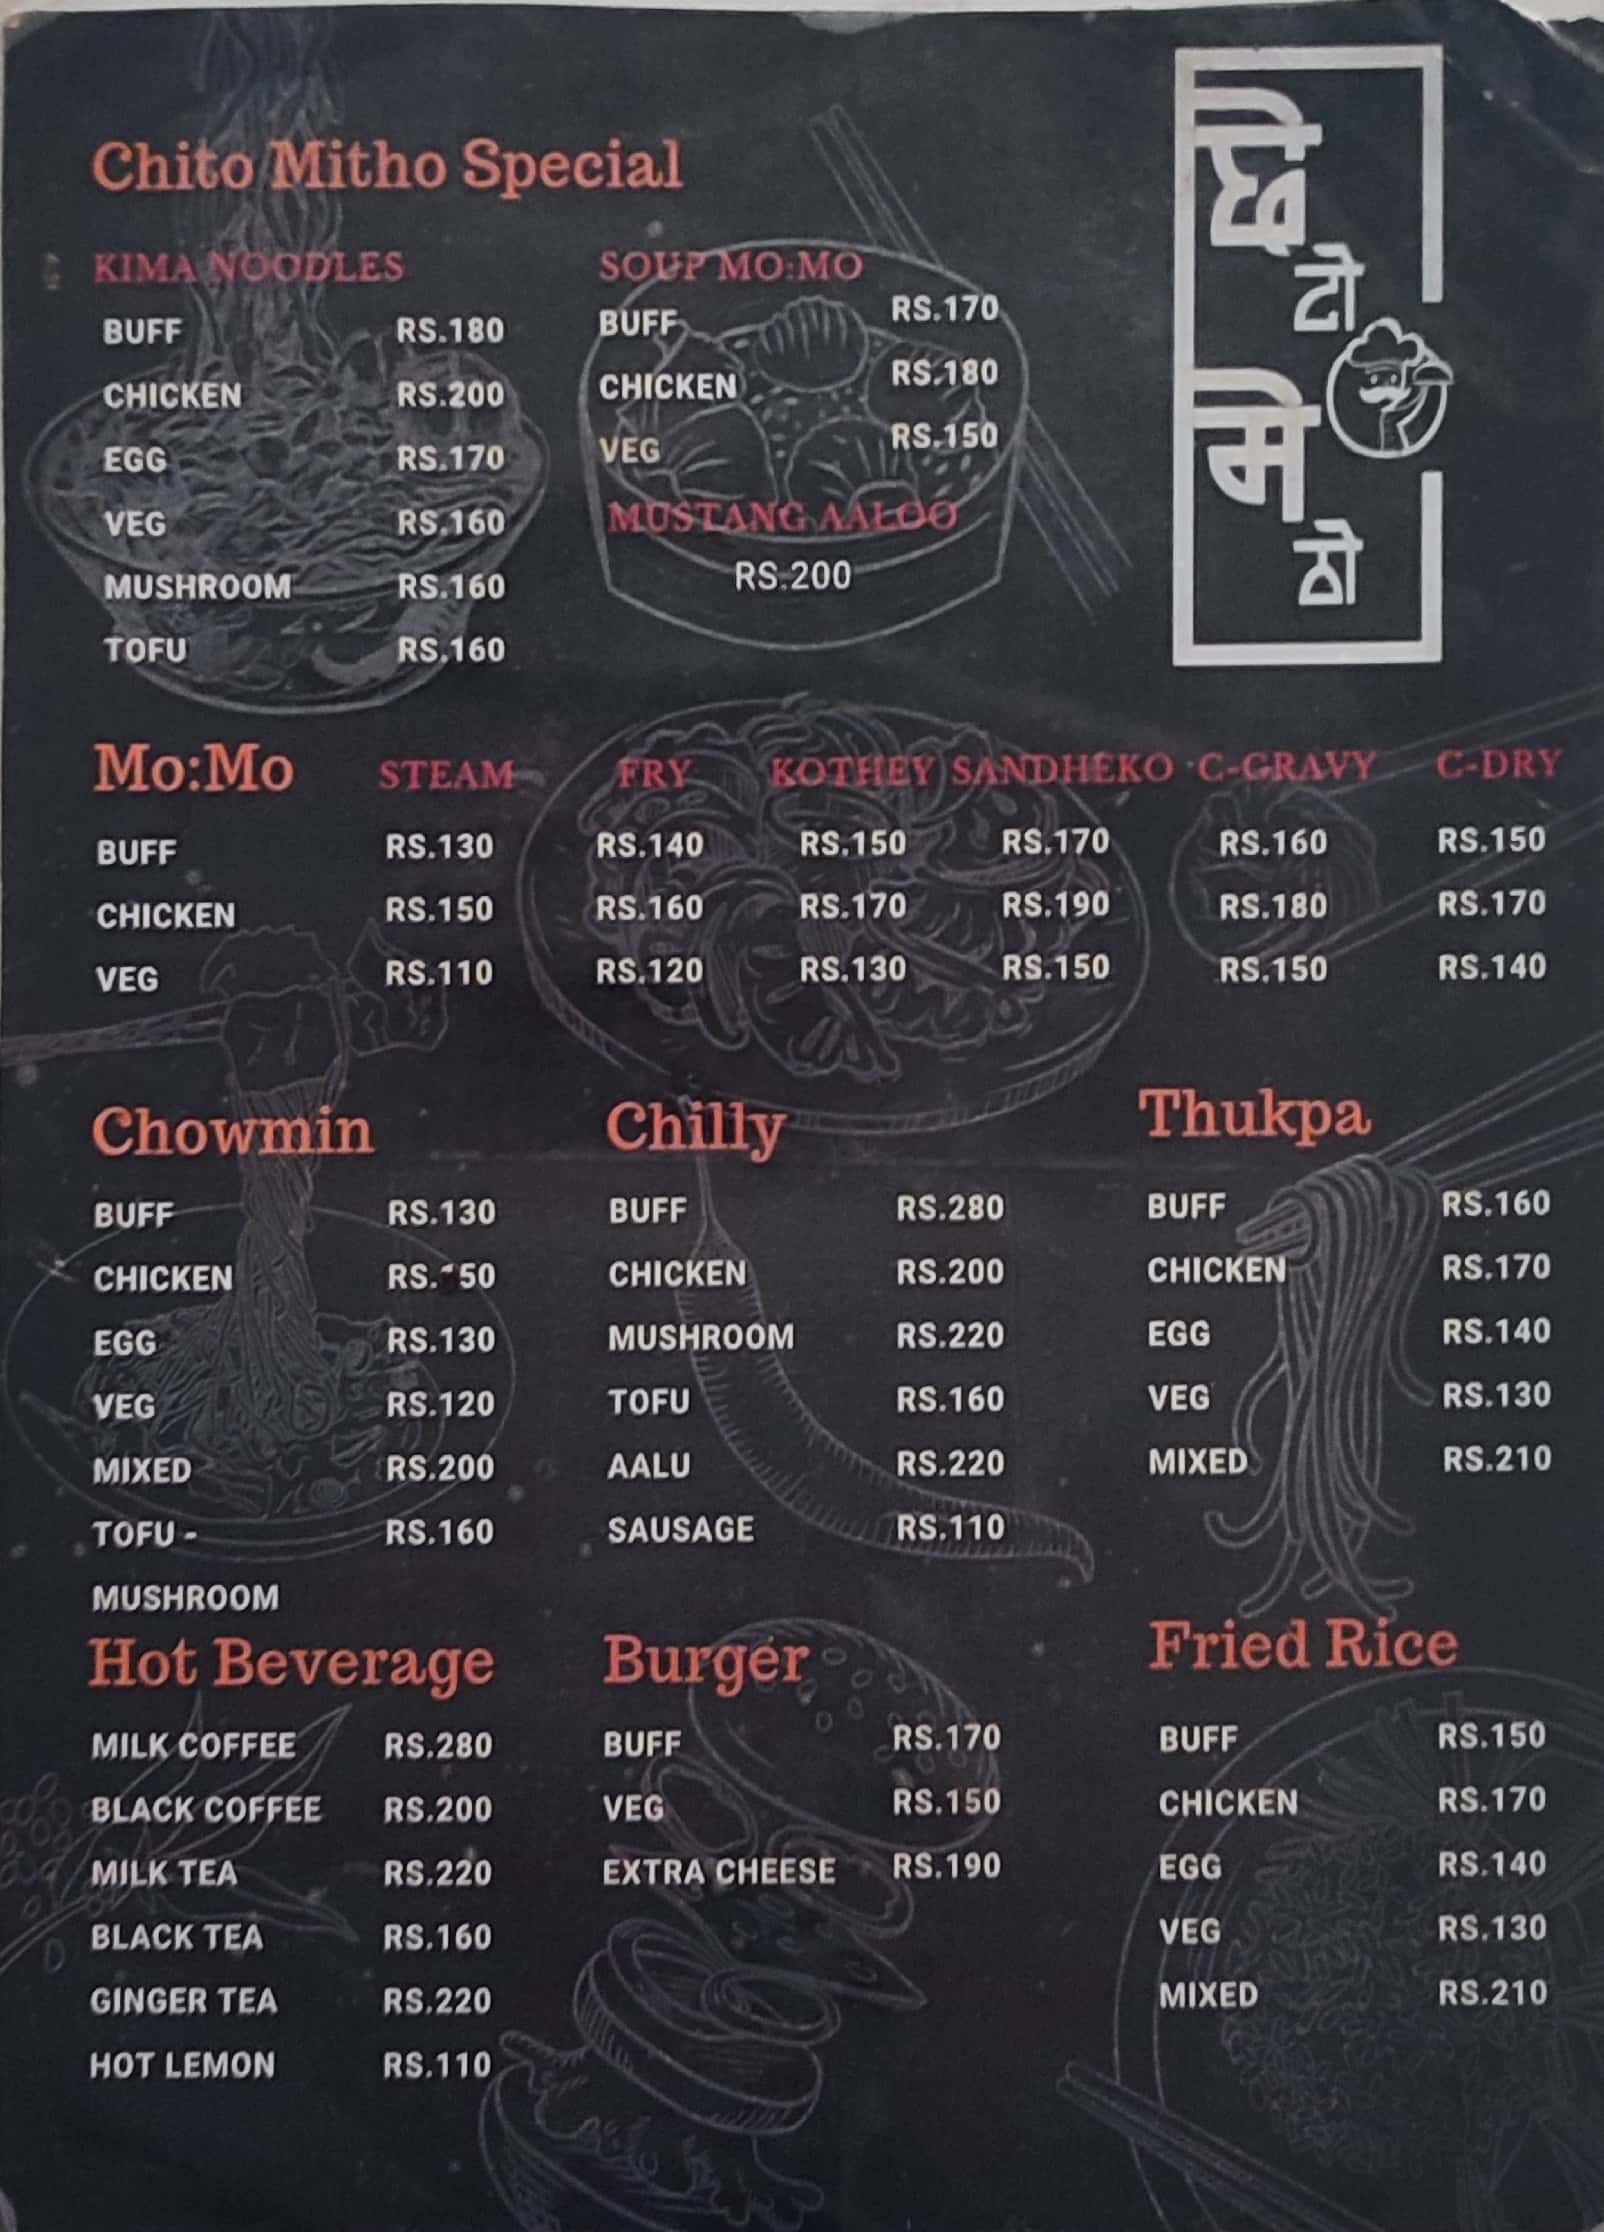 Chito Mitho Special
KIMA NOODLES
BUFF RS.180
CHICKEN RS.200
EGG RS.170
VEG RS.160
MUSHROOM RS.160
TOFU RS.160
SOUP MO:MO
BUFF RS.170
CHICKEN RS.180
VEG RS.150
MUSTANG AALOO
RS.200
छिटो
मिठो
Mo:Mo STEAM FRY KOTHEY SANDHEKO C-GRAVY C-DRY
BUFF RS.130 RS.140 RS.150 RS.170 RS.160 RS.150
CHICKEN RS.150 RS.160 RS.170 RS.190 RS.180 RS.170
VEG RS.110 RS.120 RS.130 RS.150 RS.150 RS.140
Chowmin
BUFF RS.130
CHICKEN RS.150
EGG RS.130
VEG RS.120
MIXED RS.200
TOFU - RS.160
MUSHROOM
Chilly
BUFF RS.280
CHICKEN RS.200
MUSHROOM RS.220
TOFU RS.160
AALU RS.220
SAUSAGE RS.110
Thukpa
BUFF RS.160
CHICKEN RS.170
EGG RS.140
VEG RS.130
MIXED RS.210
Hot Beverage
MILK COFFEE RS.280
BLACK COFFEE RS.200
MILK TEA RS.220
BLACK TEA RS.160
GINGER TEA RS.220
HOT LEMON RS.110
Burger
BUFF RS.170
VEG RS.150
EXTRA CHEESE RS.190
Fried Rice
BUFF RS.150
CHICKEN RS.170
EGG RS.140
VEG RS.130
MIXED RS.210